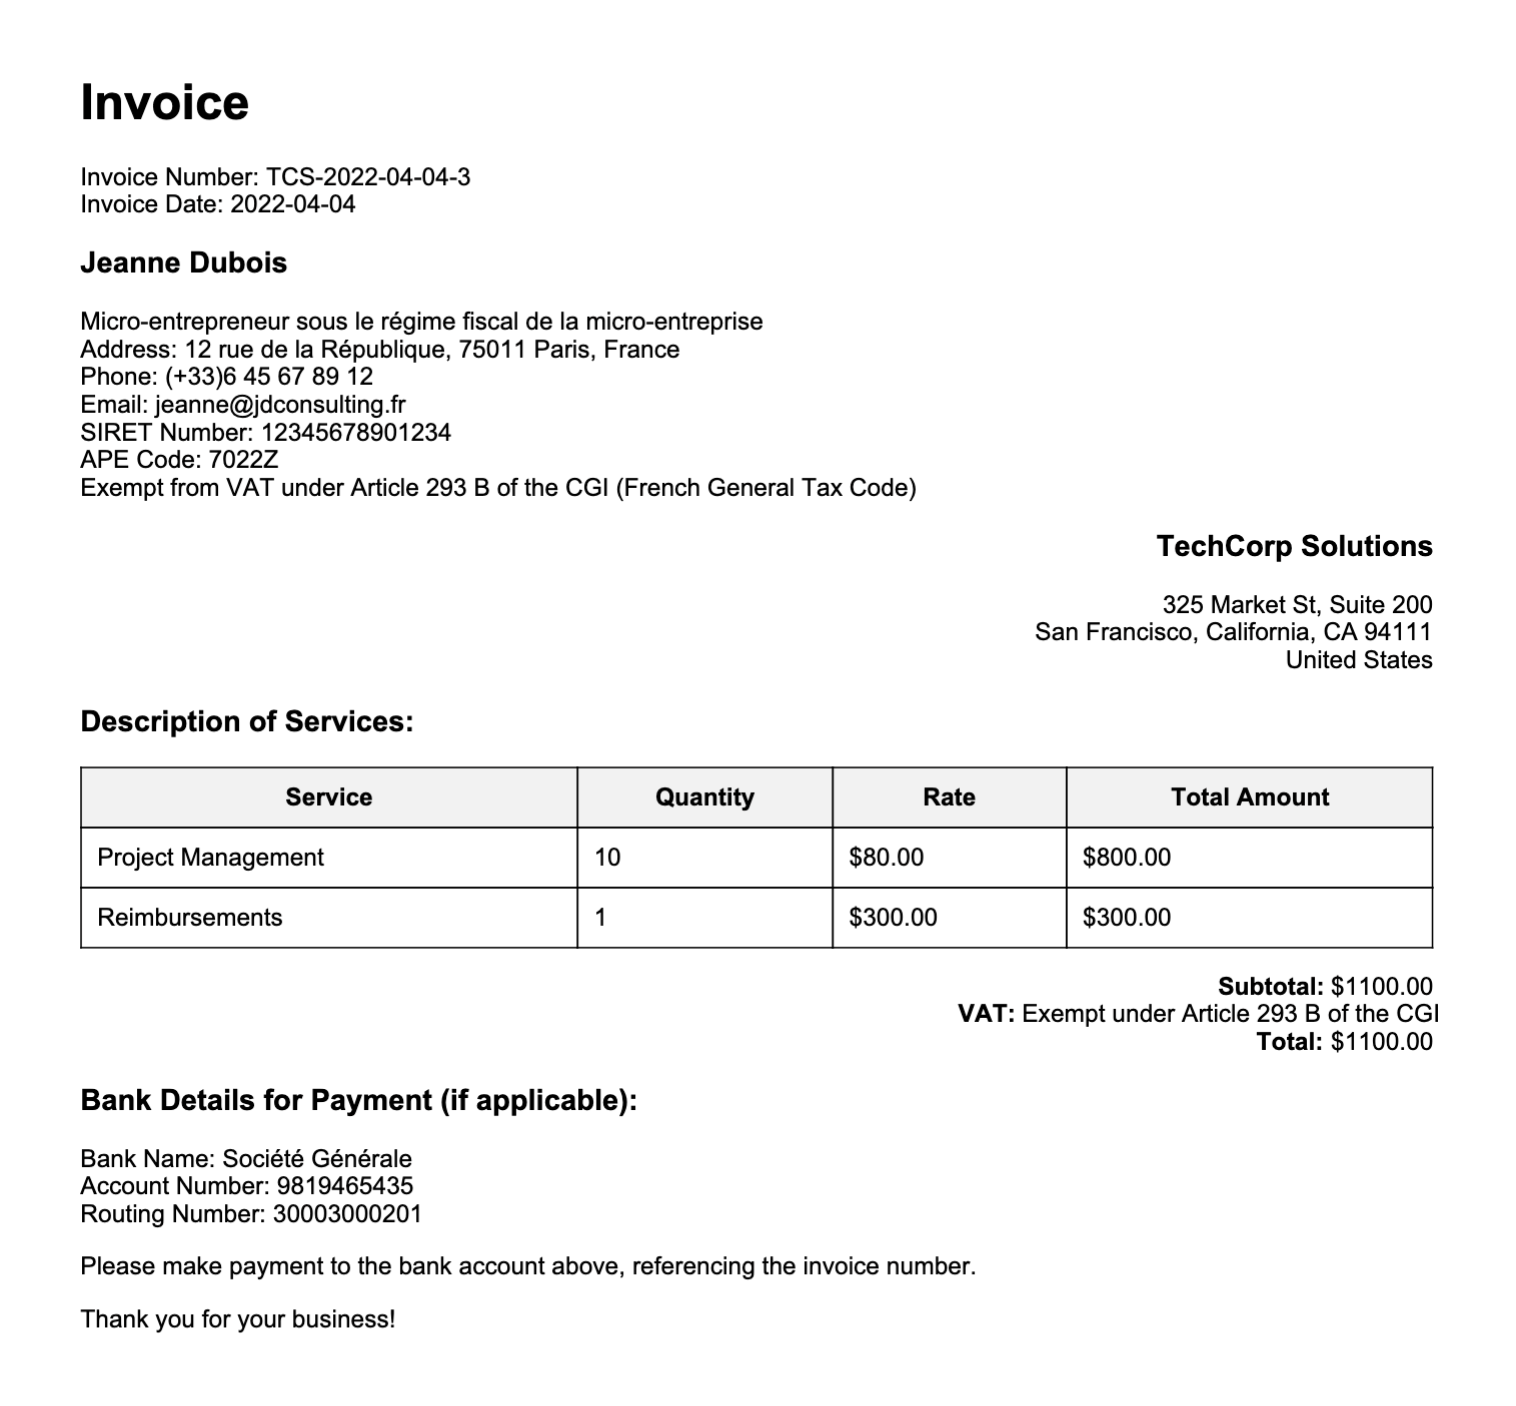 Invoice
Invoice Number: TCS-2022-04-04-3
Invoice Date: 2022-04-04
Jeanne Dubois
Micro-entrepreneur sous le régime fiscal de la micro-entreprise
Address: 12 rue de la République, 75011 Paris, France
Phone: (+33)6 45 67 89 12
Email: jeanne@jdconsulting.fr
SIRET Number: 12345678901234
APE Code: 7022Z
Exempt from VAT under Article 293 B of the CGI (French General Tax Code)
TechCorp Solutions
325 Market St, Suite 200
San Francisco, California, CA 94111
United States
Description of Services:
Service Quantity Rate Total Amount
Project Management 10 $80.00 $800.00
Reimbursements 1 $300.00 $300.00
Subtotal: $1100.00
VAT: Exempt under Article 293 B of the CGI
Total: $1100.00
Bank Details for Payment (if applicable):
Bank Name: Société Générale
Account Number: 9819465435
Routing Number: 30003000201
Please make payment to the bank account above, referencing the invoice number.
Thank you for your business!